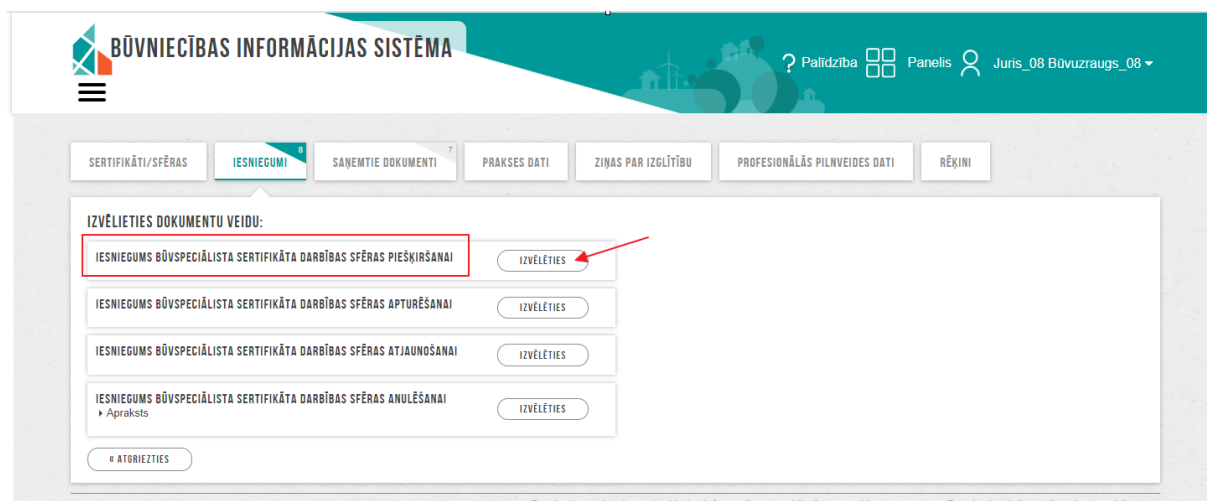 BŪVNIECĪBAS INFORMĀCIJAS SISTĒMA
? Palīdzība Panelis Juris_08 Būvuzraugs_08
SERTIFIKĀTI/SFĒRAS IESNIEGUMI 8 SAŅEMTIE DOKUMENTI 7 PRAKSES DATI ZIŅAS PAR IZGLĪTĪBU PROFESIONĀLĀS PILNVEIDES DATI RĒĶINI
IZVĒLIETIES DOKUMENTU VEIDU:
IESNIEGUMS BŪVSPECIĀLISTA SERTIFIKĀTA DARBĪBAS SFĒRAS PIEŠĶIRŠANAI IZVĒLĒTIES
IESNIEGUMS BŪVSPECIĀLISTA SERTIFIKĀTA DARBĪBAS SFĒRAS APTURĒŠANAI IZVĒLĒTIES
IESNIEGUMS BŪVSPECIĀLISTA SERTIFIKĀTA DARBĪBAS SFĒRAS ATJAUNOŠANAI IZVĒLĒTIES
IESNIEGUMS BŪVSPECIĀLISTA SERTIFIKĀTA DARBĪBAS SFĒRAS ANULĒŠANAI IZVĒLĒTIES
Apraksts
« ATGRIEZTIES